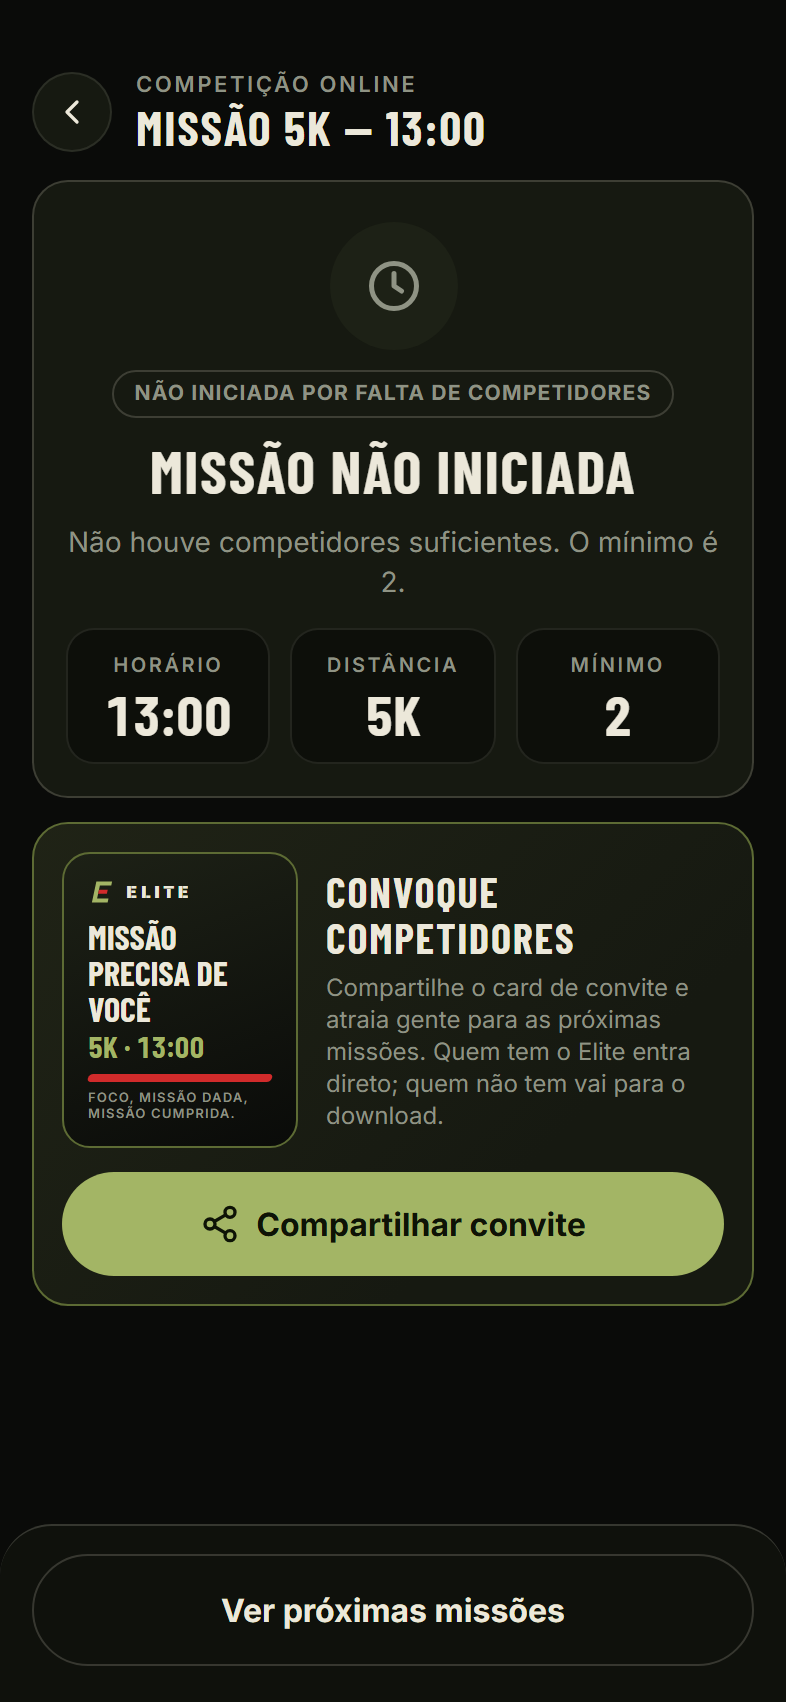 COMPETIÇÃO ONLINE
MISSÃO 5K — 13:00
NÃO INICIADA POR FALTA DE COMPETIDORES
MISSÃO NÃO INICIADA
Não houve competidores suficientes. O mínimo é
2.
HORÁRIO
13:00
DISTÂNCIA
5K
MÍNIMO
2
E ELITE
MISSÃO
PRECISA DE
VOCÊ
5K · 13:00
FOCO, MISSÃO DADA,
MISSÃO CUMPRIDA.
CONVOQUE
COMPETIDORES
Compartilhe o card de convite e
atraia gente para as próximas
missões. Quem tem o Elite entra
direto; quem não tem vai para o
download.
Compartilhar convite
Ver próximas missões